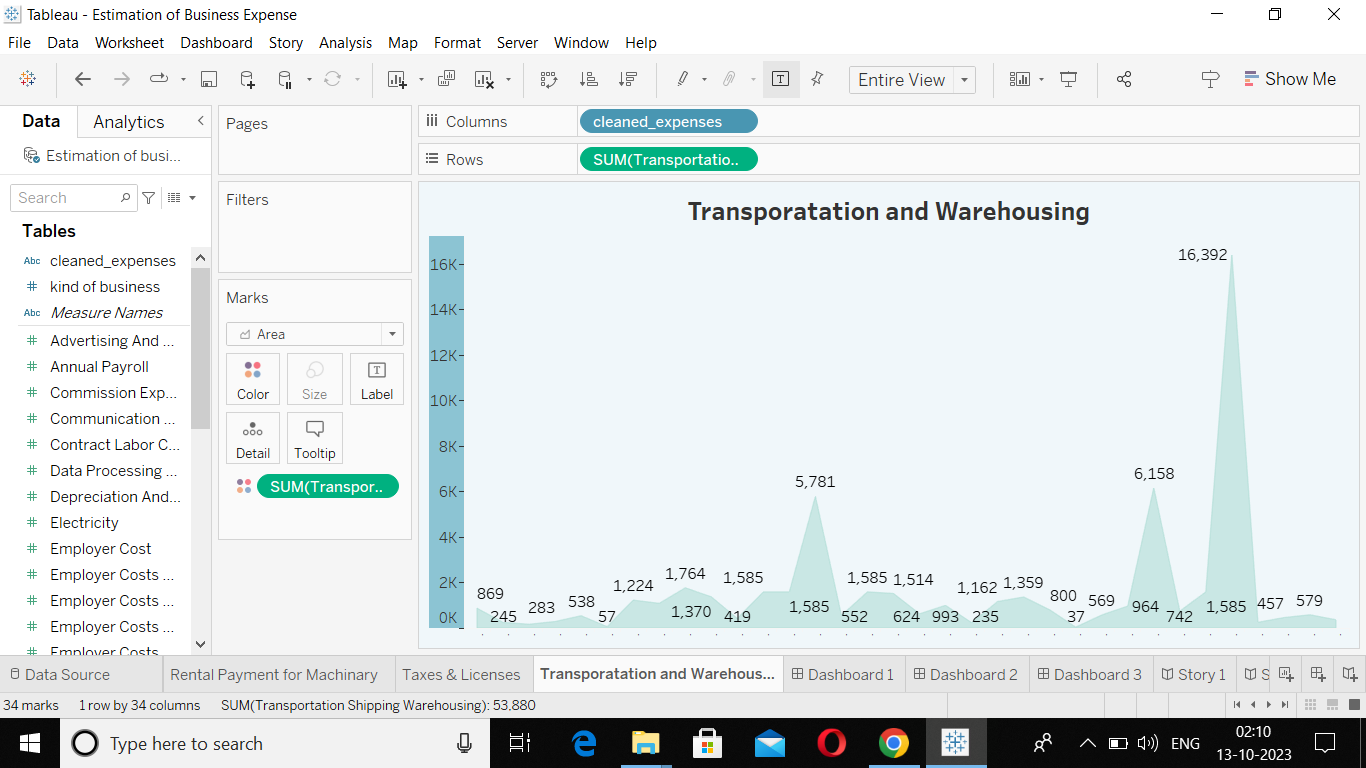 Tableau - Estimation of Business Expense
File Data Worksheet Dashboard Story Analysis Map Format Server Window Help
Entire View
Show Me
Data Analytics
Estimation of busi...
Search
Tables
Abc cleaned_expenses
# kind of business
Abc Measure Names
# Advertising And ...
# Annual Payroll
# Commission Exp...
# Communication ...
# Contract Labor C...
# Data Processing ...
# Depreciation And...
# Electricity
# Employer Cost
# Employer Costs ...
# Employer Costs ...
# Employer Costs ...
Employer Costs
Pages
Filters
Marks
Area
Color Size Label
Detail Tooltip
SUM(Transpor..
Columns cleaned_expenses
Rows SUM(Transportatio..
Transporatation and Warehousing
16K
14K
12K
10K
8K
6K
4K
2K
0K
16,392
6,158
5,781
1,764 1,585 1,585 1,514 1,162 1,359
869 538 1,224 800 569
245 283 57 1,370 419 1,585 552 624 993 235 37 964 742 1,585 457 579
Data Source Rental Payment for Machinary Taxes & Licenses Transporatation and Warehous... Dashboard 1 Dashboard 2 Dashboard 3 Story 1 S
34 marks 1 row by 34 columns SUM(Transportation Shipping Warehousing): 53,880
Type here to search
ENG
02:10
13-10-2023